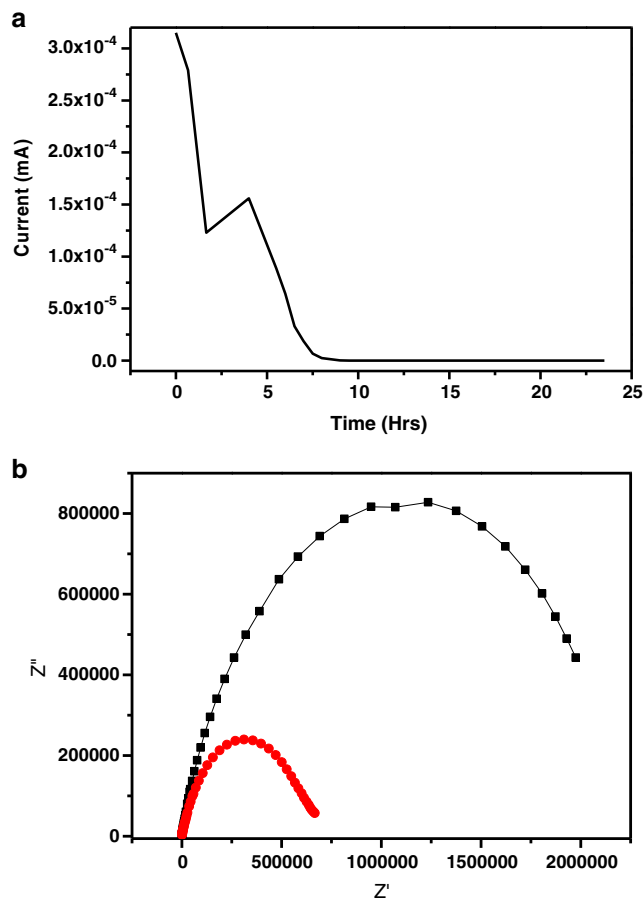 a
3.0x10⁻⁴
2.5x10⁻⁴
2.0x10⁻⁴
1.5x10⁻⁴
1.0x10⁻⁴
5.0x10⁻⁵
0.0
Current (mA)
0 5 10 15 20 25
Time (Hrs)
b
800000
600000
400000
200000
0
Z''
0 500000 1000000 1500000 2000000
Z'